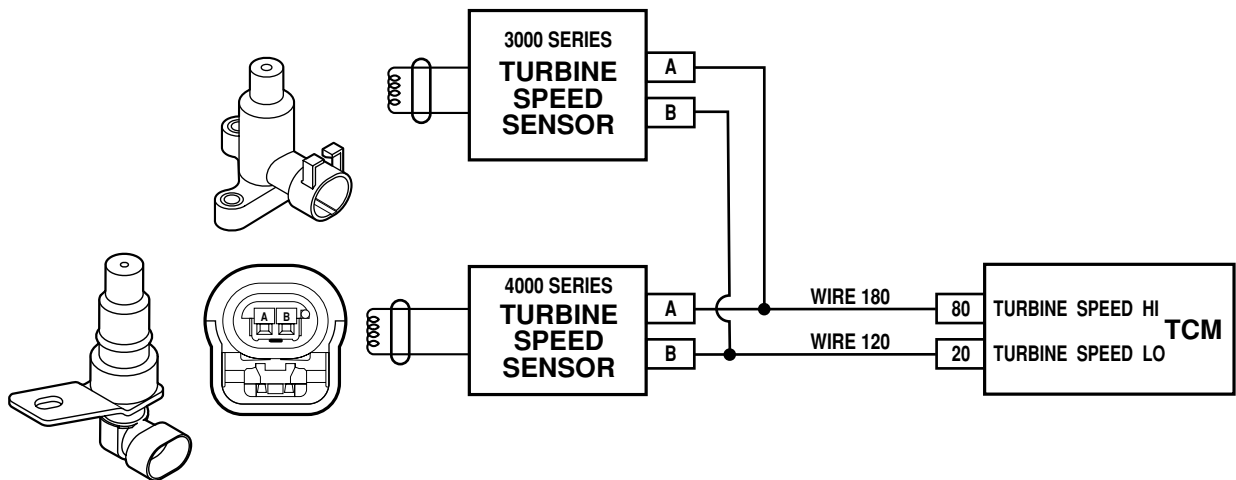 3000 SERIES
TURBINE
SPEED
SENSOR
A
B
4000 SERIES
TURBINE
SPEED
SENSOR
A
B
A B
WIRE 180
WIRE 120
80 TURBINE SPEED HI
20 TURBINE SPEED LO
TCM